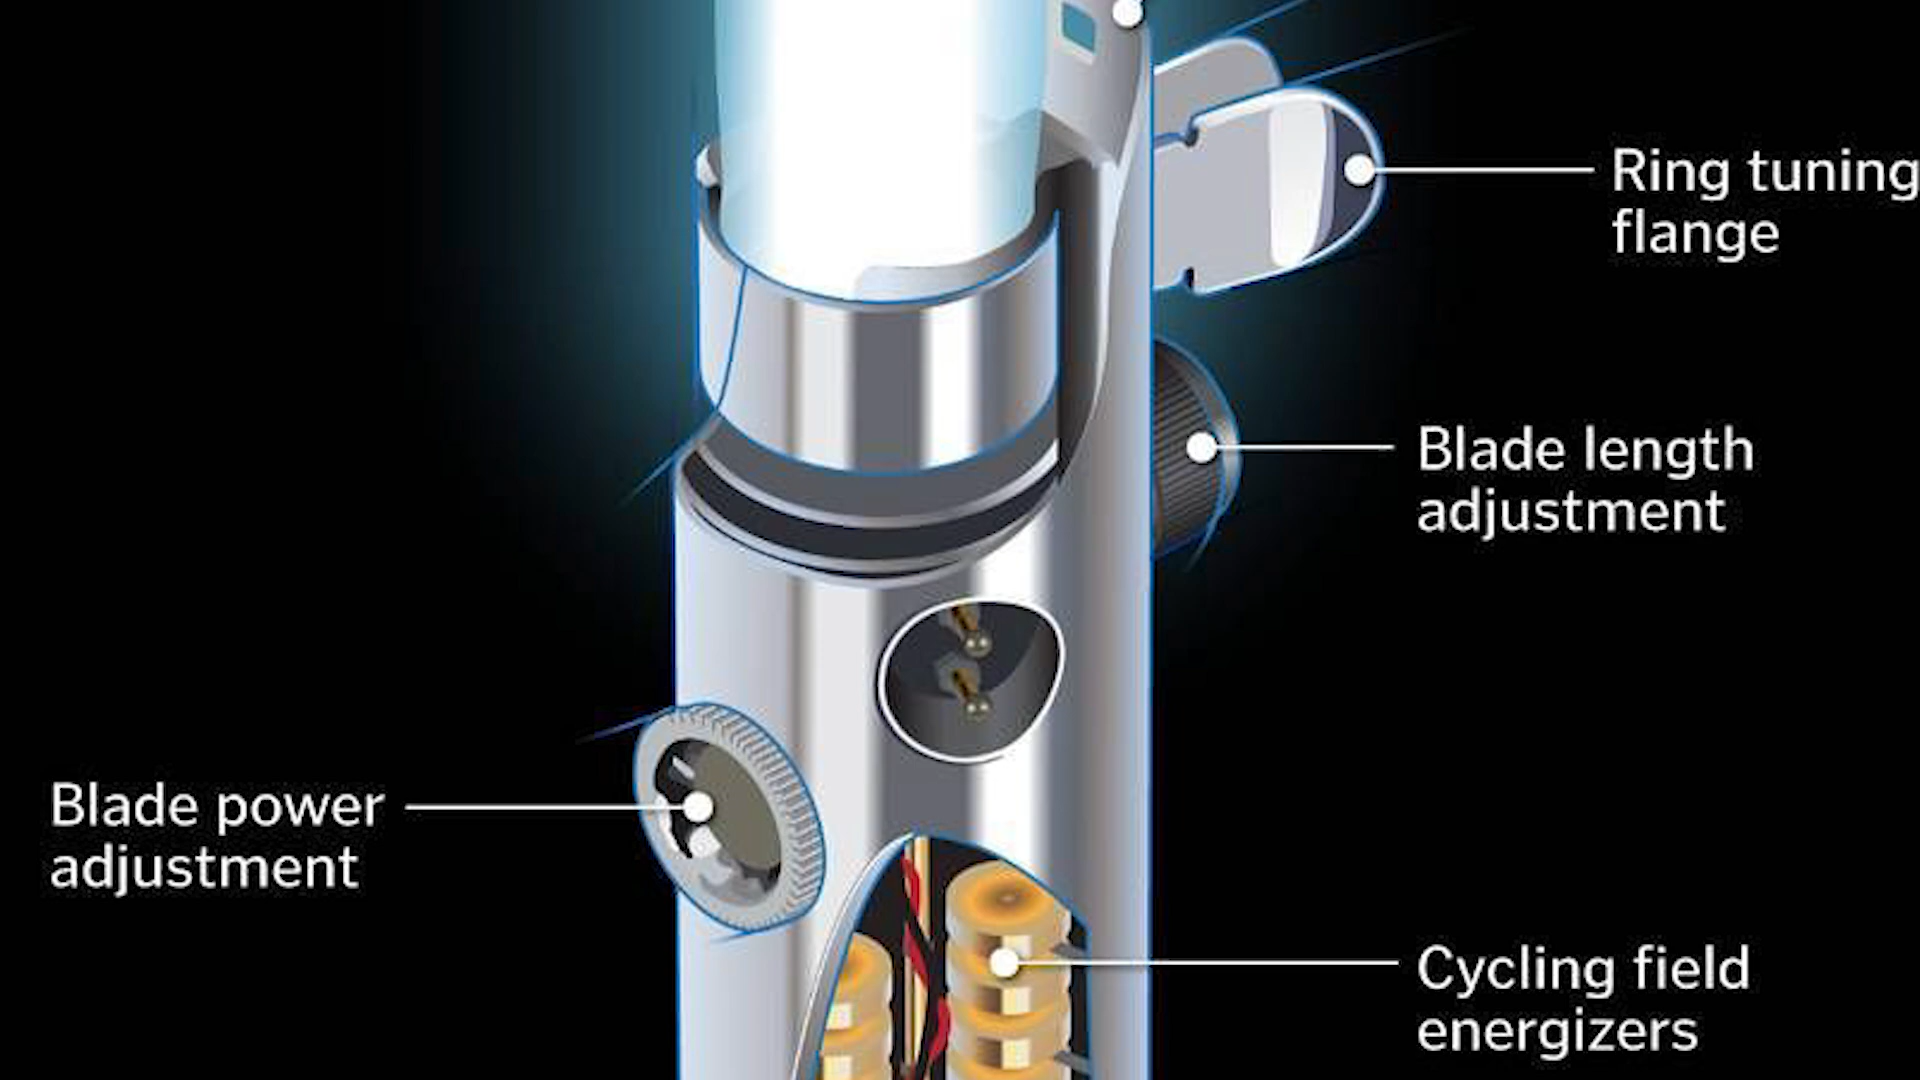 Ring tuning
flange
Blade length
adjustment
Blade power
adjustment
Cycling field
energizers